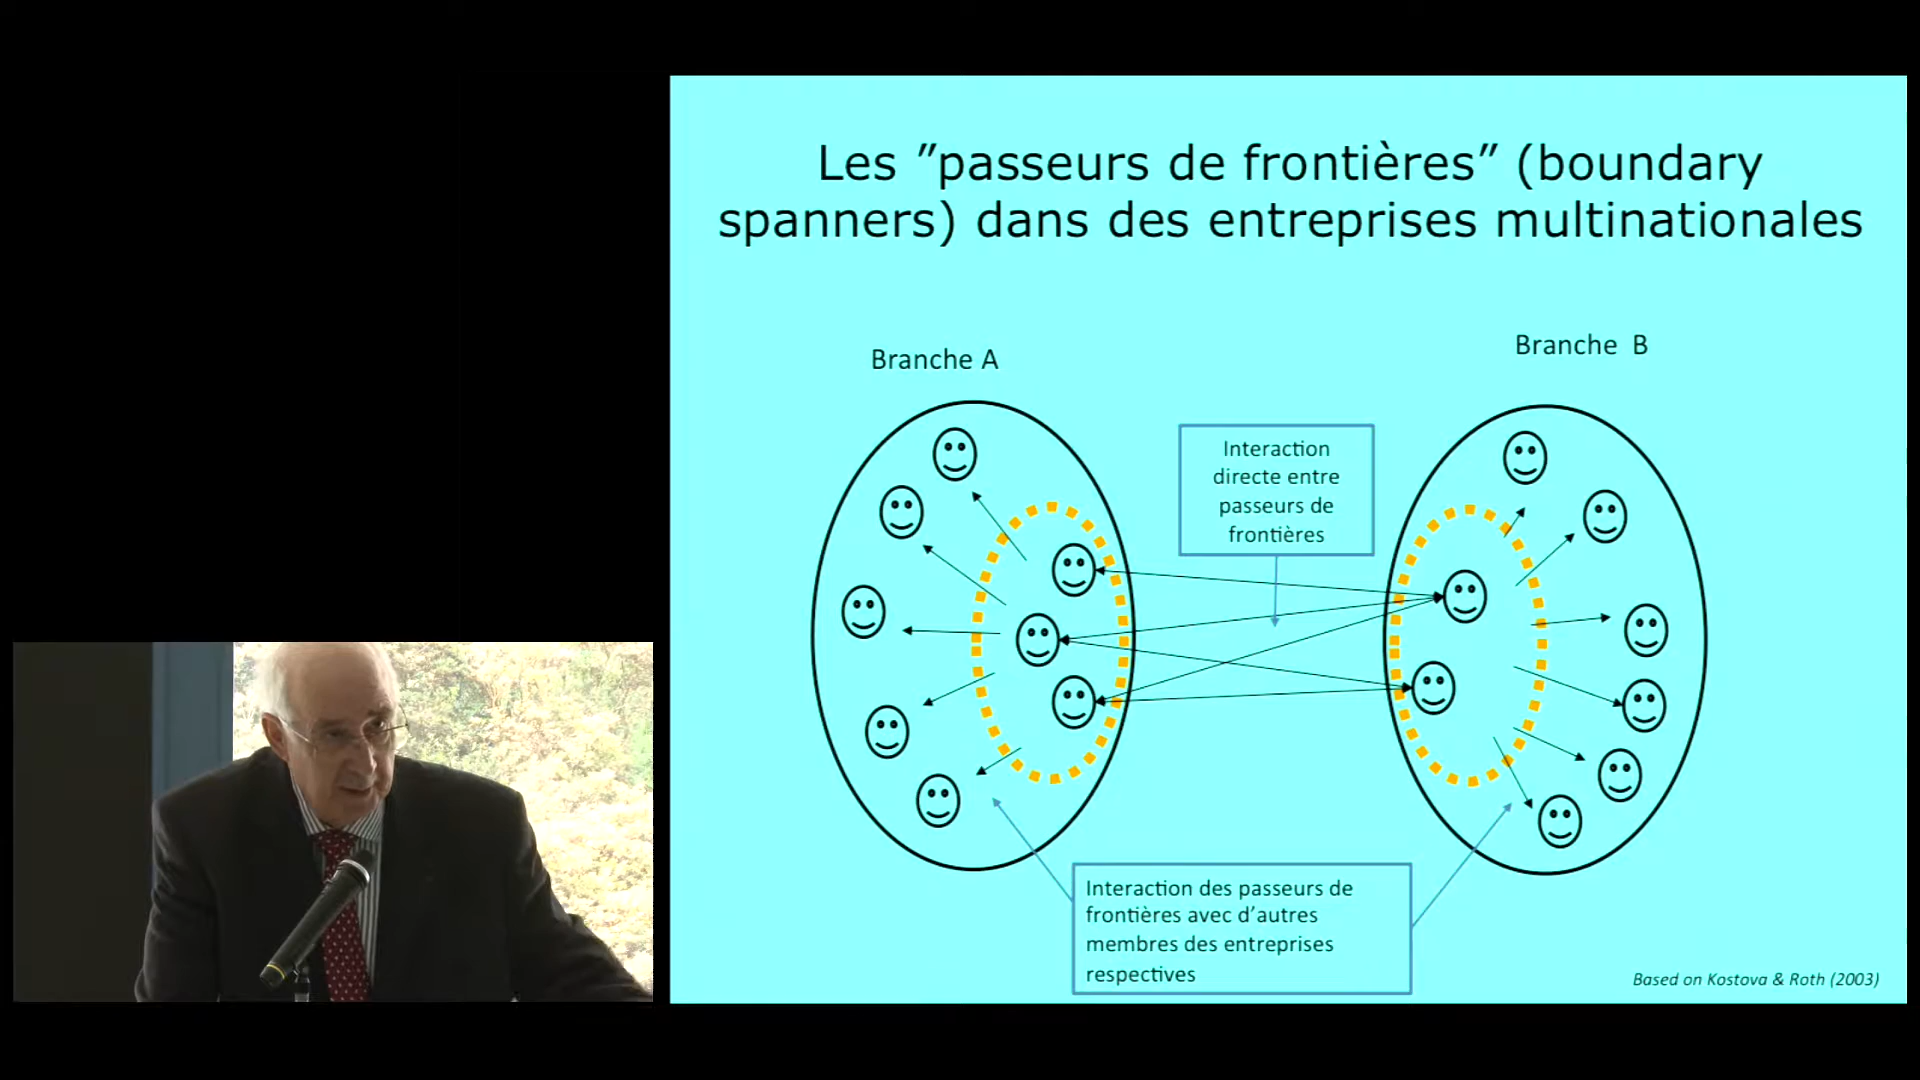 Les ”passeurs de frontières” (boundary
spanners) dans des entreprises multinationales
Branche A
Branche B
Interaction
directe entre
passeurs de
frontières
Interaction des passeurs de
frontières avec d’autres
membres des entreprises
respectives
Based on Kostova & Roth (2003)